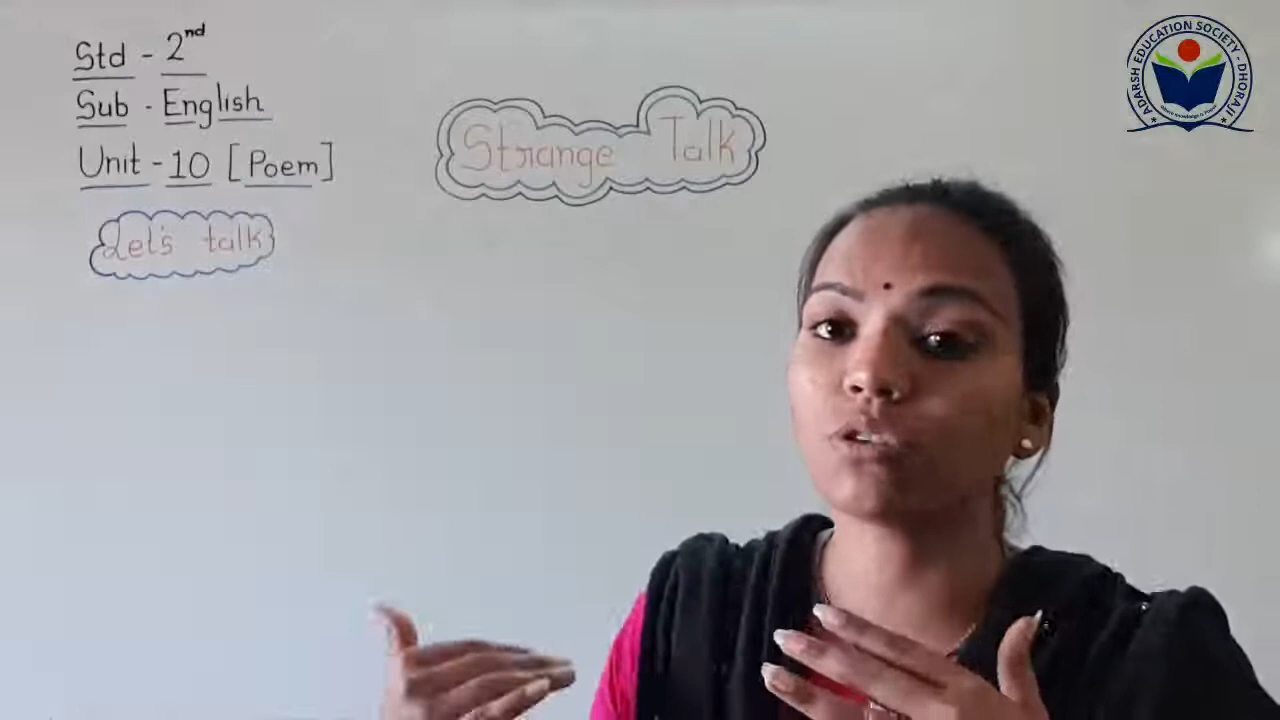 Std - 2nd
Sub - English
Unit - 10 [Poem]
Let's talk
Strange Talk
ADARSH EDUCATION SOCIETY - DHORAJI